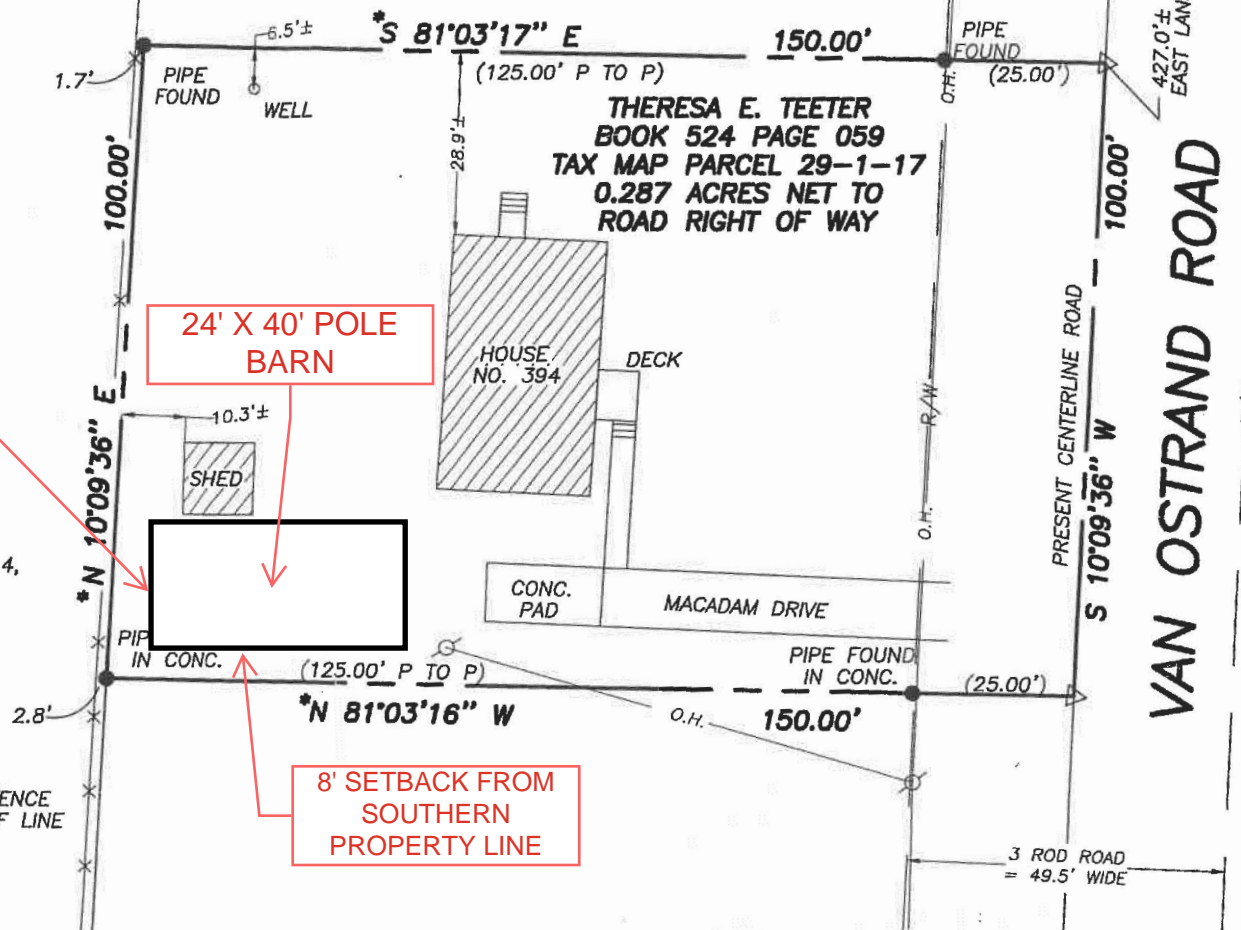 *S 81°03'17" E
150.00'
(125.00' P TO P)
6.5'±
1.7'
PIPE
FOUND
WELL
PIPE
FOUND
(25.00')
427.0'±
O.H.
28.9'±
THERESA E. TEETER
BOOK 524 PAGE 059
TAX MAP PARCEL 29-1-17
0.287 ACRES NET TO
ROAD RIGHT OF WAY
100.00'
100.00'
VAN OSTRAND ROAD
24' X 40' POLE
BARN
HOUSE
NO. 394
DECK
R/W
PRESENT CENTERLINE ROAD
S 10°09'36" W
10.3'±
*N 10°09'36" E
SHED
O.H.
4,
CONC.
PAD
MACADAM DRIVE
IN CONC.
(125.00' P TO P)
PIPE FOUND
IN CONC.
(25.00')
2.8'
*N 81°03'16" W
O.H.
150.00'
8' SETBACK FROM
SOUTHERN
PROPERTY LINE
LINE
3 ROD ROAD
= 49.5' WIDE